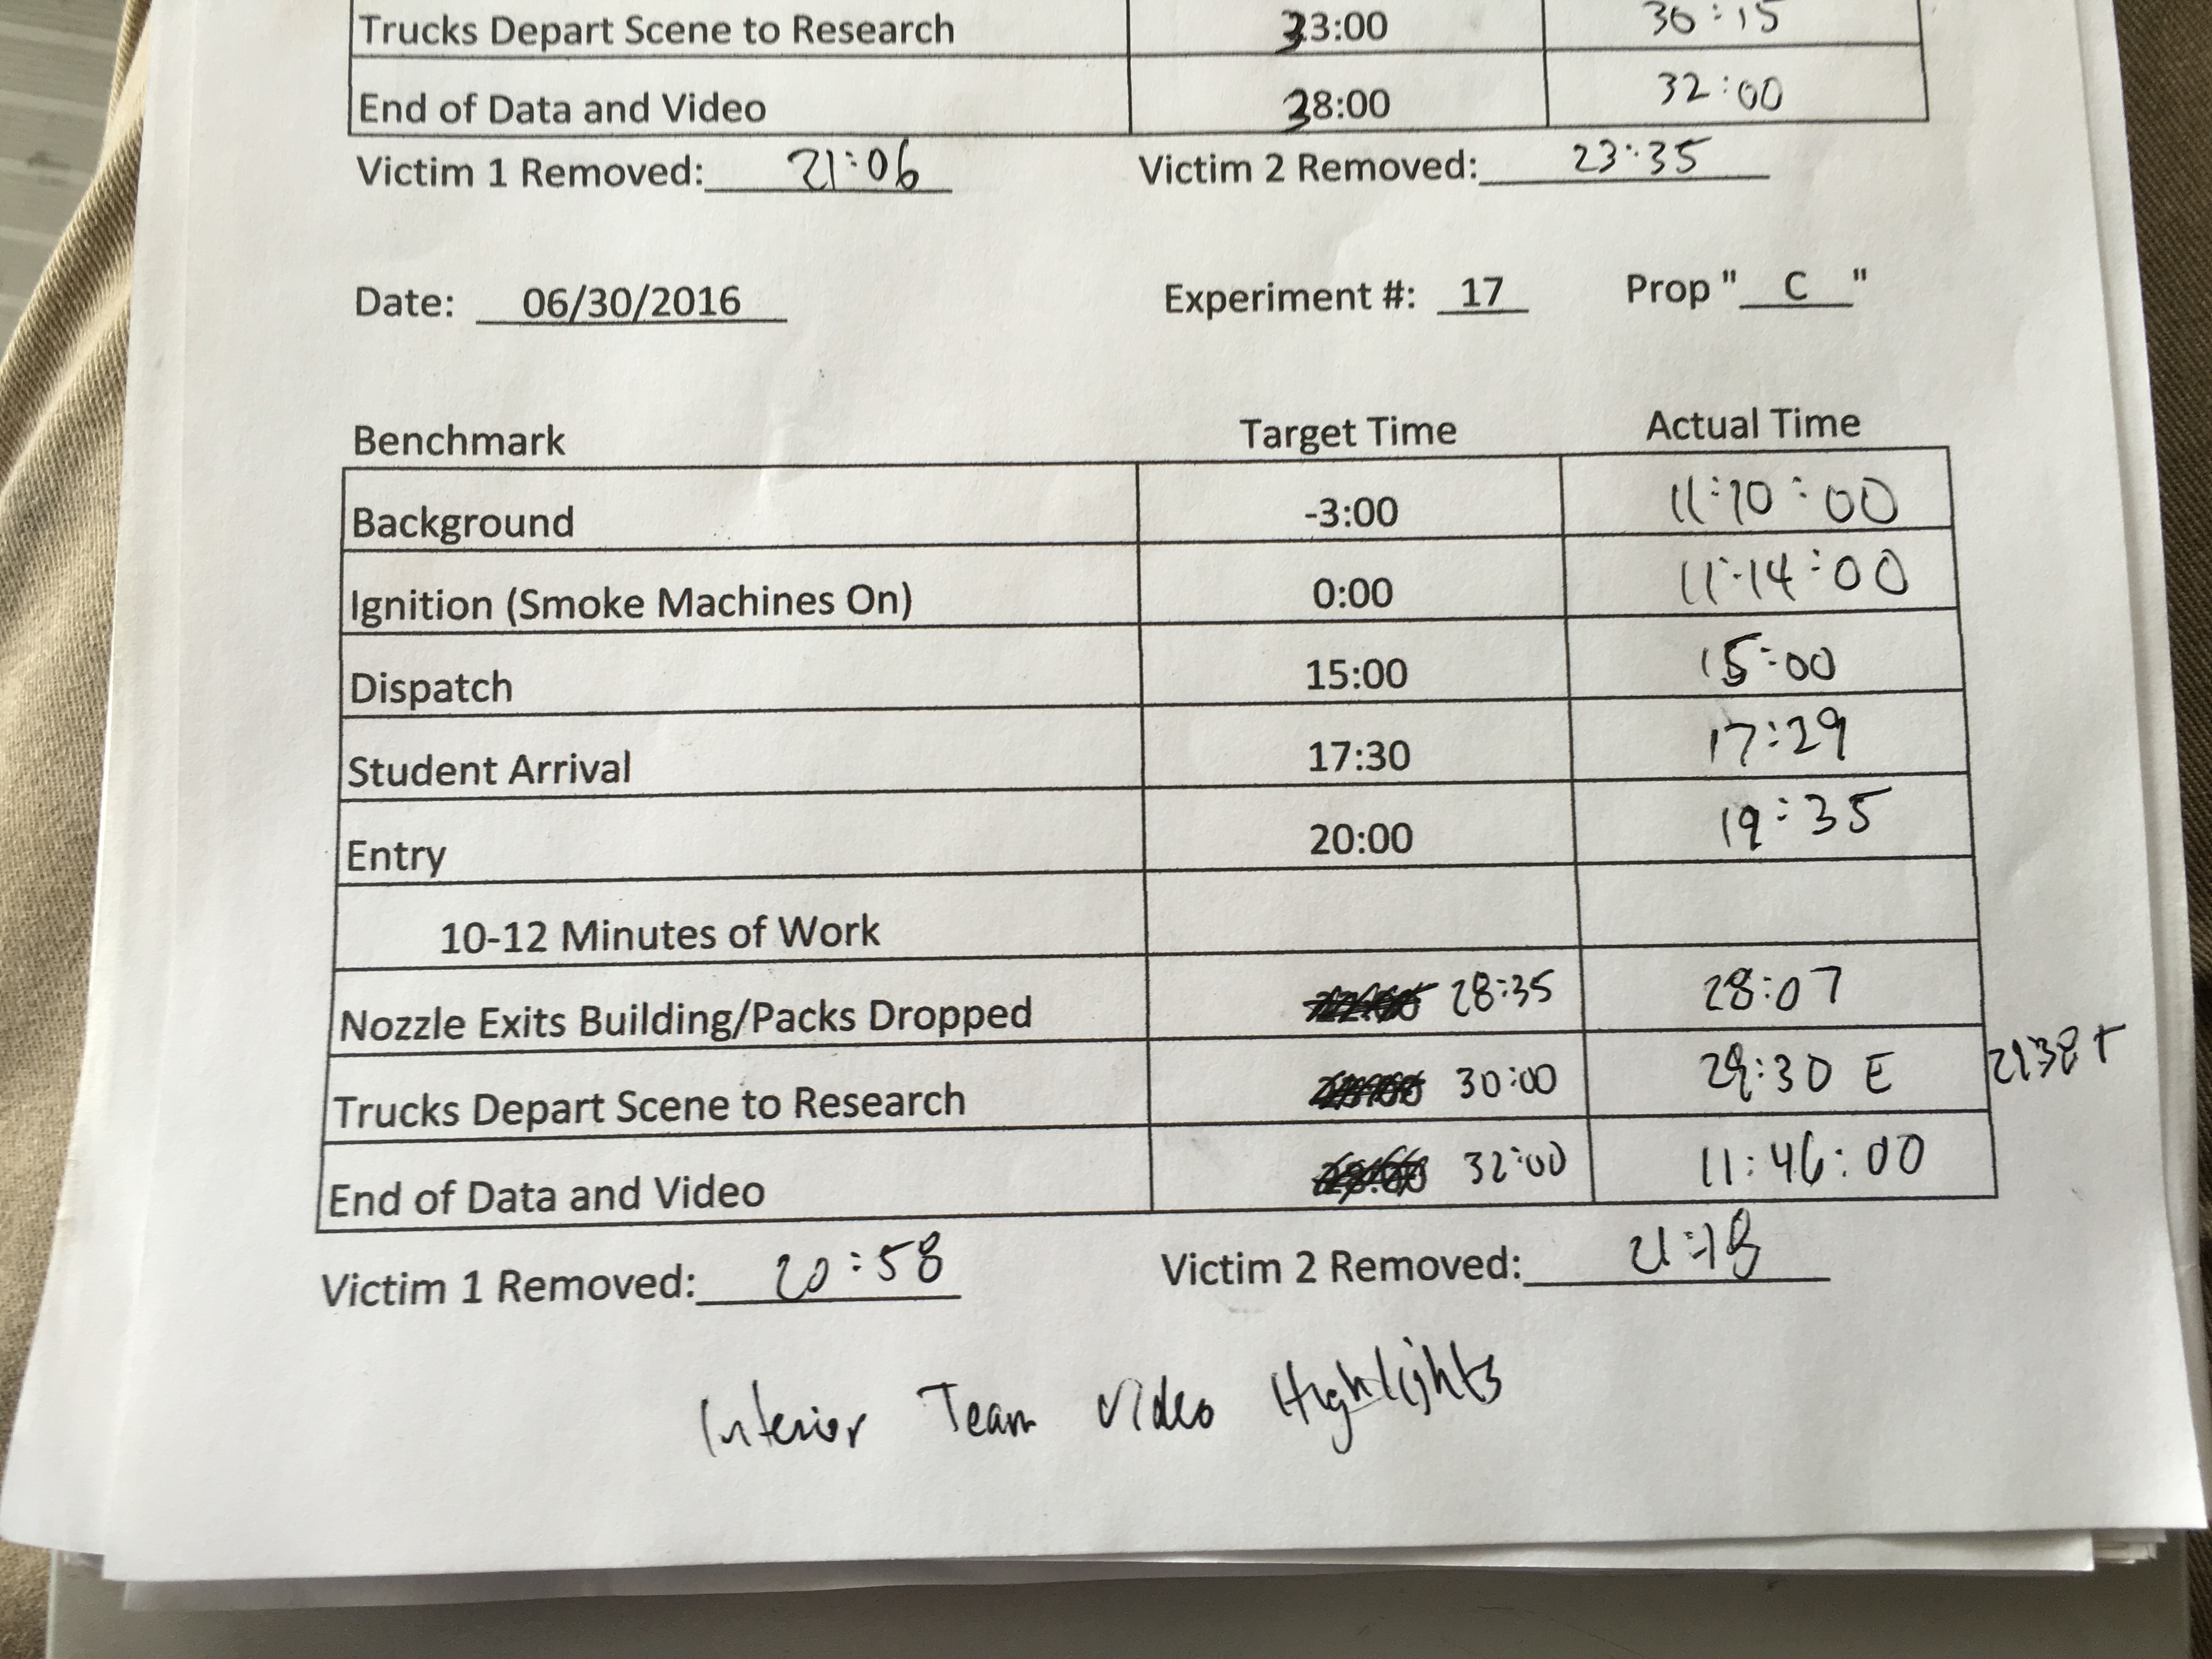 Trucks Depart Scene to Research 33:00 30:15
End of Data and Video 38:00 32:00
Victim 1 Removed: 21:06 Victim 2 Removed: 23:35
Date: 06/30/2016 Experiment #: 17 Prop " C "
Benchmark Target Time Actual Time
Background -3:00 11:10:00
Ignition (Smoke Machines On) 0:00 11:14:00
Dispatch 15:00 15:00
Student Arrival 17:30 17:29
Entry 20:00 19:35
10-12 Minutes of Work
Nozzle Exits Building/Packs Dropped 28:35 28:07
Trucks Depart Scene to Research 30:00 29:30 E
End of Data and Video 32:00 11:46:00
Victim 1 Removed: 20:58 Victim 2 Removed: 21:18
Interior Team Video Highlights